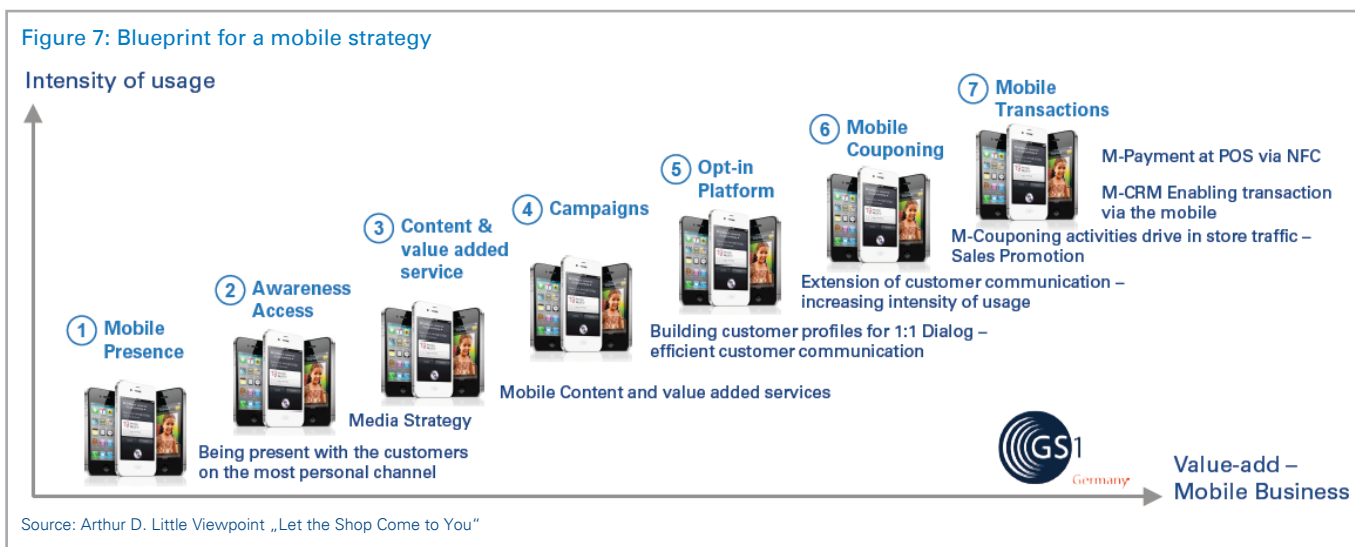 Figure 7: Blueprint for a mobile strategy
Intensity of usage
7 Mobile
Transactions
M-Payment at POS via NFC
M-CRM Enabling transaction
via the mobile
6 Mobile
Couponing
M-Couponing activities drive in store traffic –
Sales Promotion
5 Opt-in
Platform
Extension of customer communication –
increasing intensity of usage
4 Campaigns
Building customer profiles for 1:1 Dialog –
efficient customer communication
3 Content &
value added
service
Mobile Content and value added services
2 Awareness
Access
Media Strategy
1 Mobile
Presence
Being present with the customers
on the most personal channel
GS1
Germany
Value-add –
Mobile Business
Source: Arthur D. Little Viewpoint „Let the Shop Come to You“